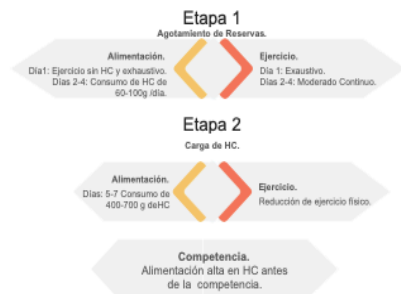 Etapa 1
Agotamiento de Reservas.
Alimentación.
Día1: Ejercicio sin HC y exhaustivo.
Días 2-4: Consumo de HC de
60-100g /día.
Ejercicio.
Día 1: Exaustivo.
Días 2-4: Moderado Continuo.
Etapa 2
Carga de HC.
Alimentación.
Días: 5-7 Consumo de
400-700 g deHC
Ejercicio.
Reducción de ejercicio físico.
Competencia.
Alimentación alta en HC antes
de la competencia.